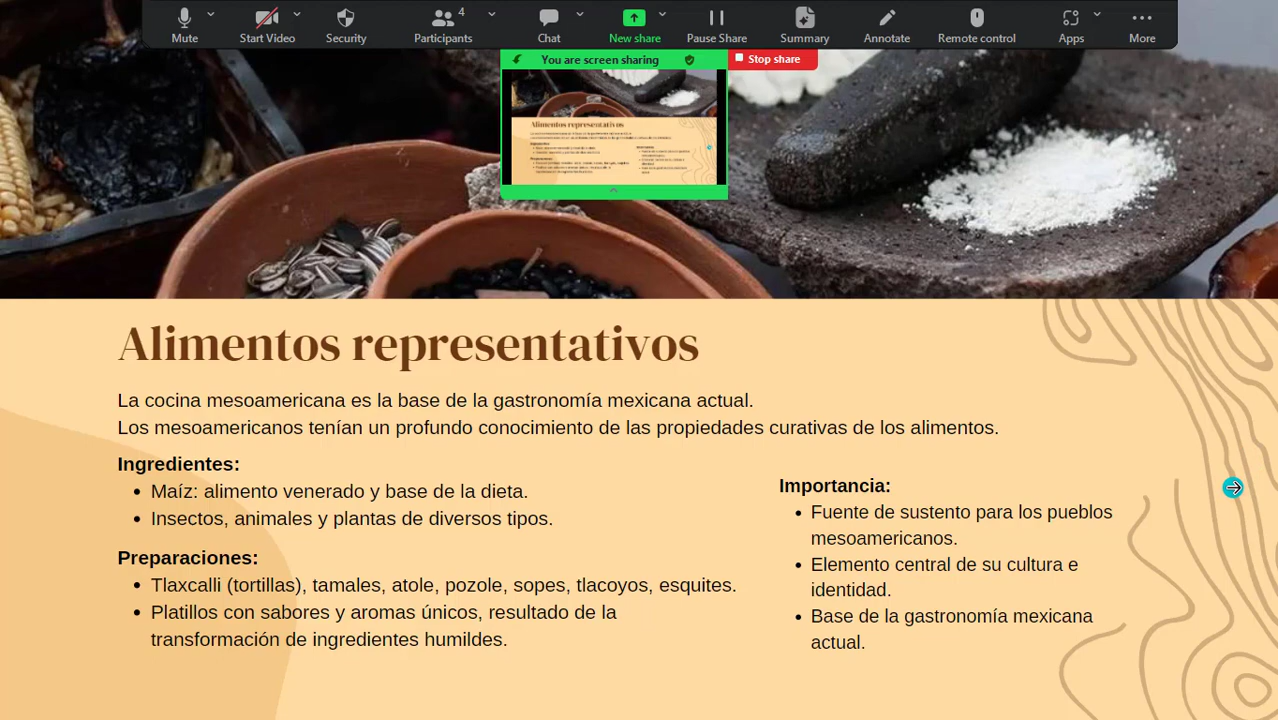 4
Mute
Start Video
Security
Participants
Chat
New share
Pause Share
Summary
Annotate
Remote control
Apps
More
You are screen sharing
Stop share
Alimentos representativos
Alimentos representativos
La cocina mesoamericana es la base de la gastronomía mexicana actual.
Los mesoamericanos tenían un profundo conocimiento de las propiedades curativas de los alimentos.
Ingredientes:
• Maíz: alimento venerado y base de la dieta.
• Insectos, animales y plantas de diversos tipos.
Preparaciones:
• Tlaxcalli (tortillas), tamales, atole, pozole, sopes, tlacoyos, esquites.
• Platillos con sabores y aromas únicos, resultado de la
transformación de ingredientes humildes.
Importancia:
• Fuente de sustento para los pueblos
mesoamericanos.
• Elemento central de su cultura e
identidad.
• Base de la gastronomía mexicana
actual.